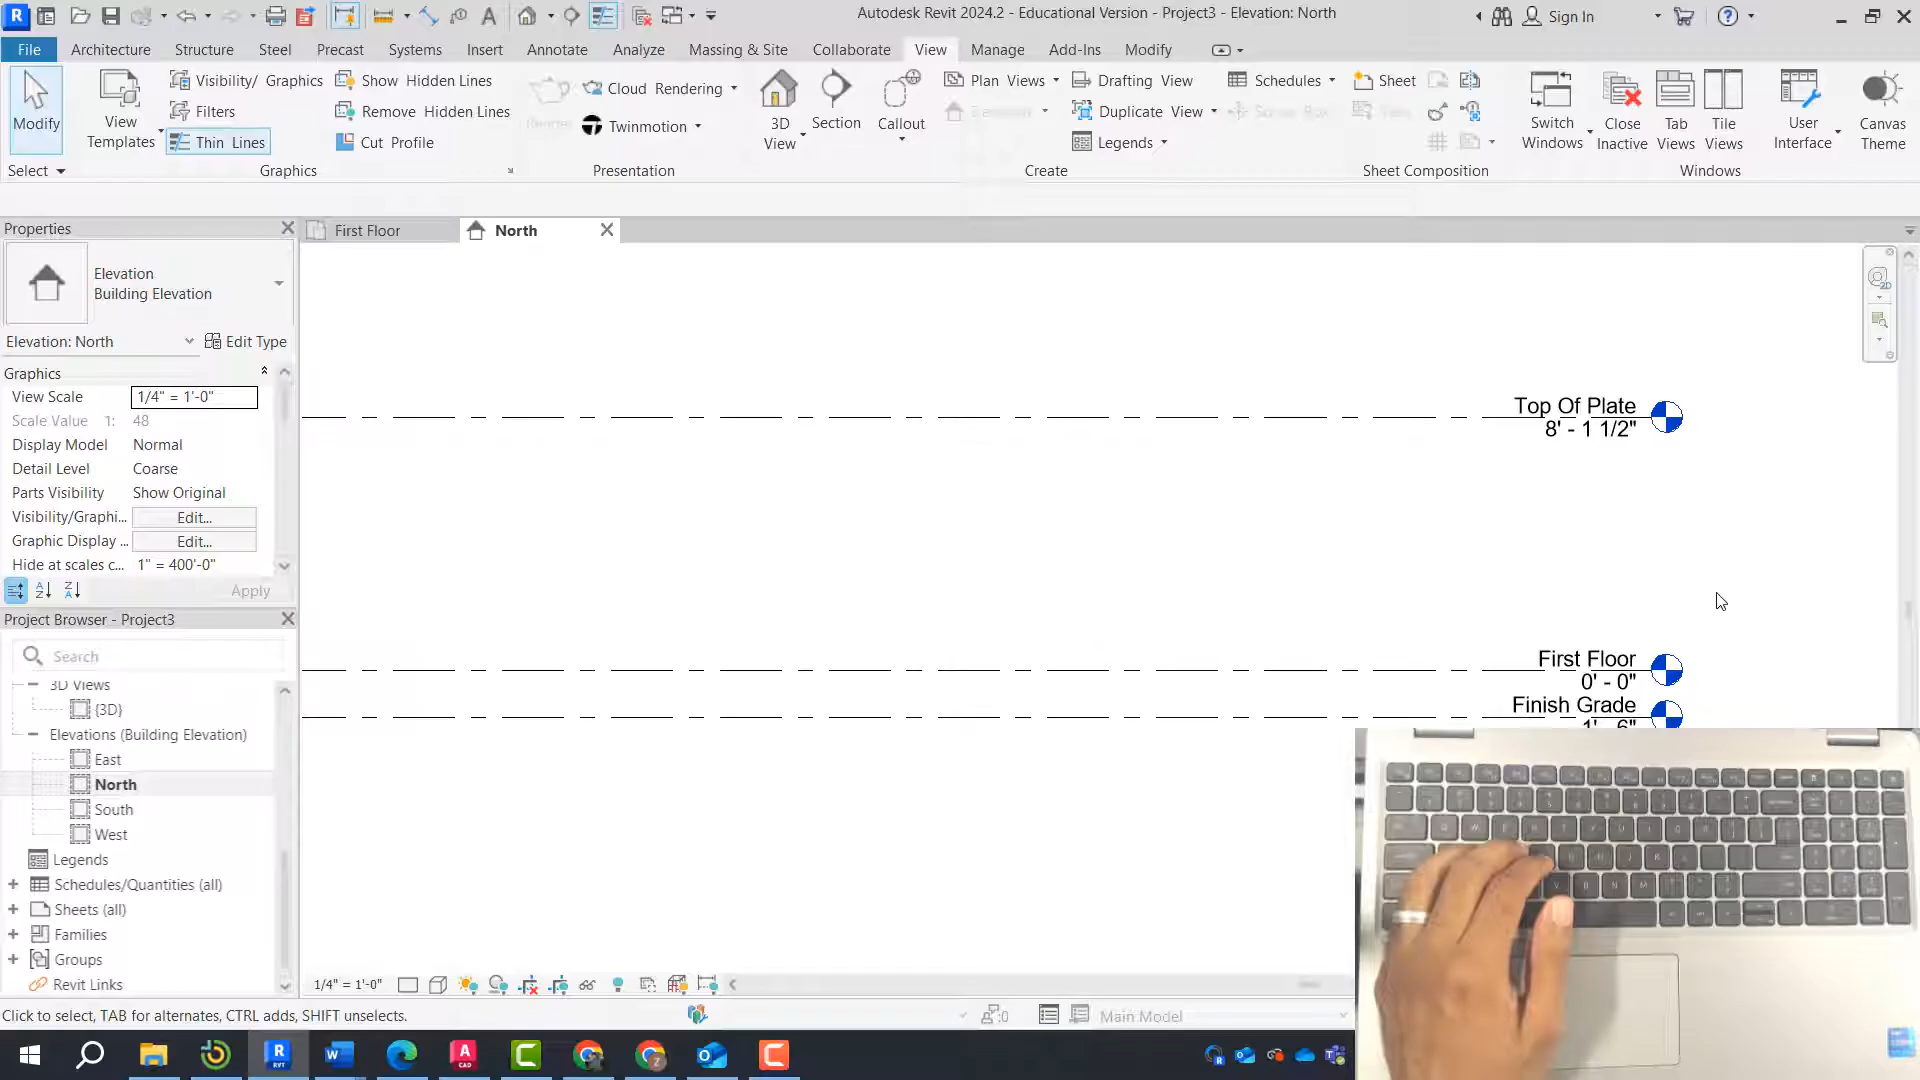 Autodesk Revit 2024.2 - Educational Version - Project3 - Elevation: North
Sign In
File Architecture Structure Steel Precast Systems Insert Annotate Analyze Massing & Site Collaborate View Manage Add-Ins Modify
Modify
View Templates
Visibility/ Graphics
Filters
Thin Lines
Show Hidden Lines
Remove Hidden Lines
Cut Profile
Render
Cloud Rendering
Twinmotion
3D View
Section
Callout
Plan Views
Elevation
Drafting View
Duplicate View
Legends
Schedules
Scope Box
Sheet
View
Switch Windows
Close Inactive
Tab Views
Tile Views
User Interface
Canvas Theme
Select
Graphics
Presentation
Create
Sheet Composition
Windows
Properties
First Floor
North
Elevation
Building Elevation
Elevation: North
Edit Type
Graphics
View Scale 1/4" = 1'-0"
Scale Value 1: 48
Display Model Normal
Detail Level Coarse
Parts Visibility Show Original
Visibility/Graphi... Edit...
Graphic Display ... Edit...
Hide at scales c... 1" = 400'-0"
Apply
Project Browser - Project3
Search
3D Views
{3D}
Elevations (Building Elevation)
East
North
South
West
Legends
Schedules/Quantities (all)
Sheets (all)
Families
Groups
Revit Links
Top Of Plate
8' - 1 1/2"
First Floor
0' - 0"
Finish Grade
1/4" = 1'-0"
Click to select, TAB for alternates, CTRL adds, SHIFT unselects.
:0
Main Model